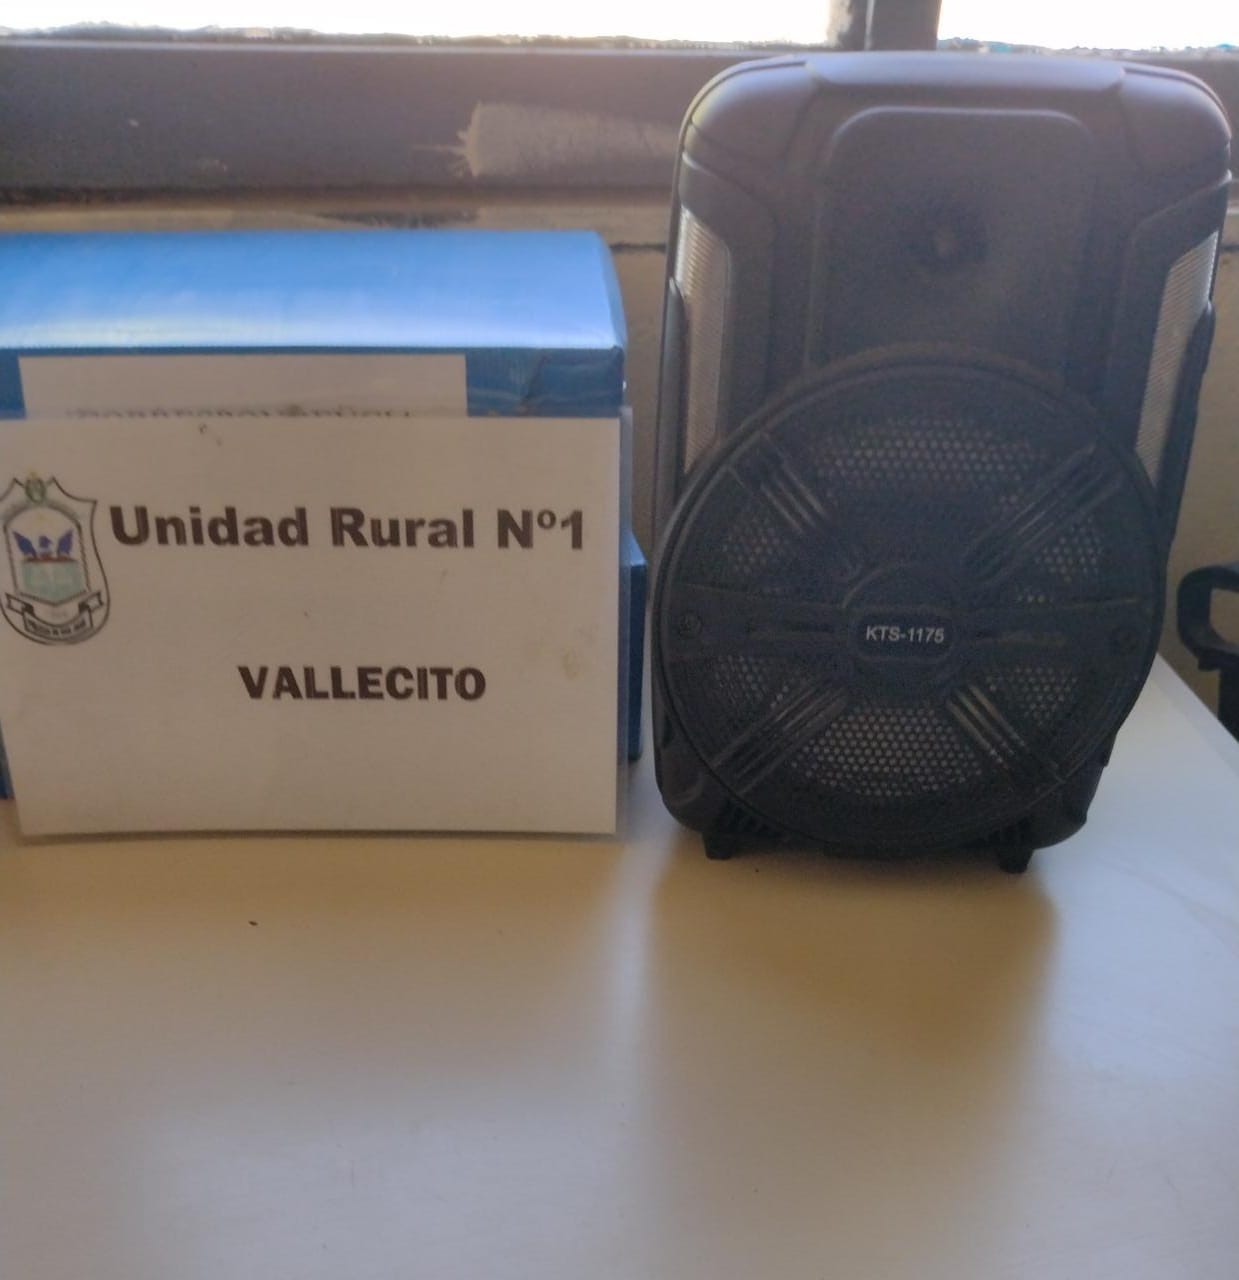 Unidad Rural Nº1
VALLECITO
KTS-1175